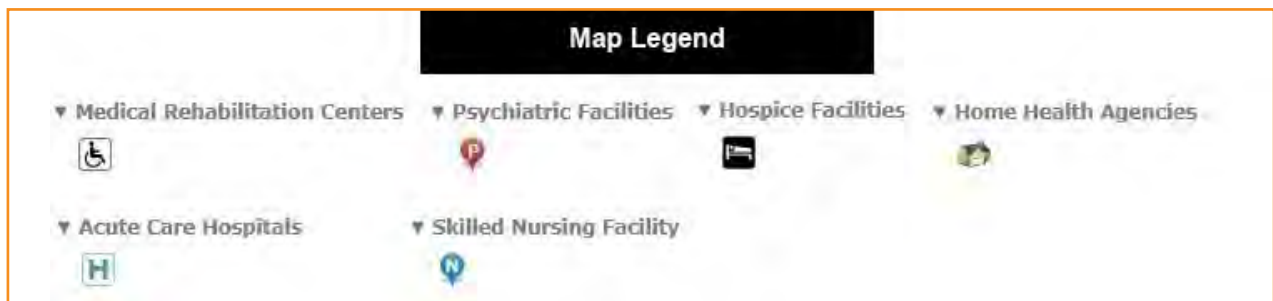 Map Legend
▼ Medical Rehabilitation Centers ▼ Psychiatric Facilities ▼ Hospice Facilities ▼ Home Health Agencies
P
▼ Acute Care Hospitals ▼ Skilled Nursing Facility
H N